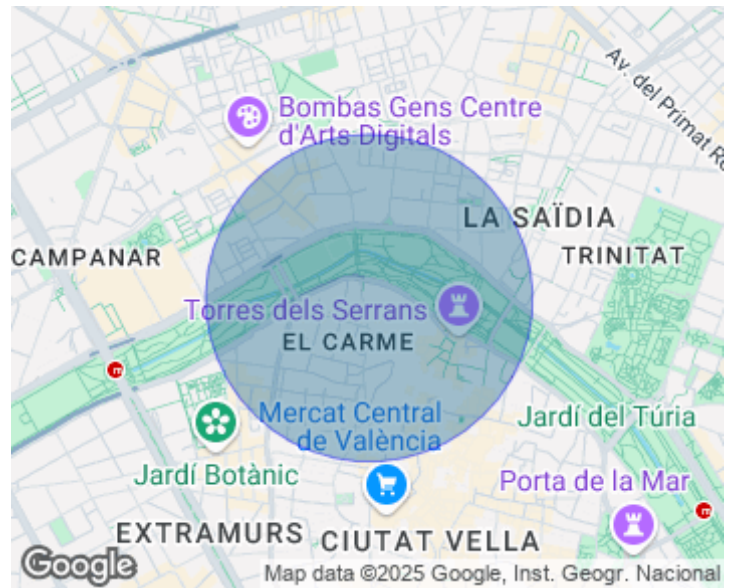 Bombas Gens Centre
d'Arts Digitals
Av. del Primat Re
LA SAÏDIA
CAMPANAR
TRINITAT
Torres dels Serrans
EL CARME
Mercat Central
de València
Jardí del Túria
Jardí Botànic
Porta de la Mar
EXTRAMURS
CIUTAT VELLA
Google
Map data ©2025 Google, Inst. Geogr. Nacional